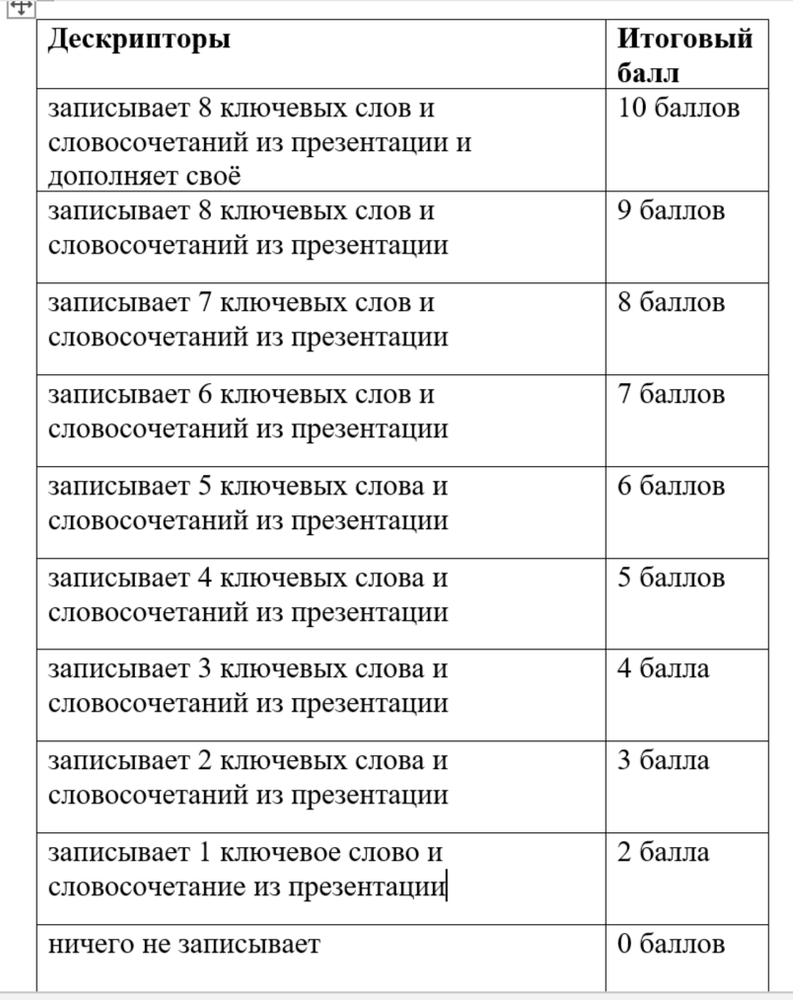 Дескрипторы
Итоговый
балл
записывает 8 ключевых слов и
словосочетаний из презентации и
дополняет своё
10 баллов
записывает 8 ключевых слов и
словосочетаний из презентации
9 баллов
записывает 7 ключевых слов и
словосочетаний из презентации
8 баллов
записывает 6 ключевых слов и
словосочетаний из презентации
7 баллов
записывает 5 ключевых слова и
словосочетаний из презентации
6 баллов
записывает 4 ключевых слова и
словосочетаний из презентации
5 баллов
записывает 3 ключевых слова и
словосочетаний из презентации
4 балла
записывает 2 ключевых слова и
словосочетаний из презентации
3 балла
записывает 1 ключевое слово и
словосочетание из презентации
2 балла
ничего не записывает
0 баллов